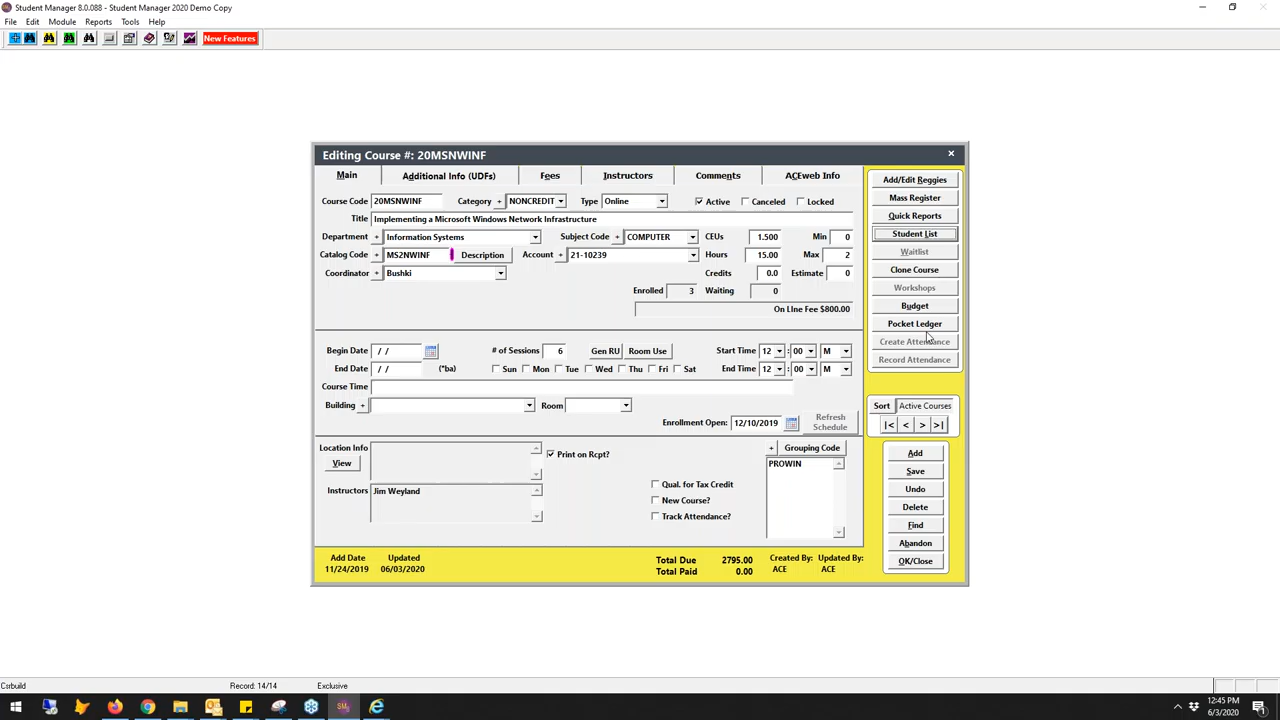 Student Manager 8.0.088 - Student Manager 2020 Demo Copy
File Edit Module Reports Tools Help
New Features
Editing Course #: 20MSNWINF
Main Additional Info (UDFs) Fees Instructors Comments ACEweb Info
Course Code 20MSNWINF Category + NONCREDIT Type Online Active Canceled Locked
Title Implementing a Microsoft Windows Network Infrastructure
Department + Information Systems Subject Code + COMPUTER CEUs 1.500 Min 0
Catalog Code + MS2NWINF Description Account + 21-10239 Hours 15.00 Max 2
Coordinator + Bushki Credits 0.0 Estimate 0
Enrolled 3 Waiting 0
On LIne Fee $800.00
Begin Date / / # of Sessions 6 Gen RU Room Use Start Time 12 : 00 M
End Date / / (*ba) Sun Mon Tue Wed Thu Fri Sat End Time 12 : 00 M
Course Time
Building + Room
Enrollment Open: 12/10/2019 Refresh Schedule
Location Info Print on Rcpt? + Grouping Code
View PROWIN
Qual. for Tax Credit
Instructors Jim Weyland New Course?
Track Attendance?
Add Date Updated Total Due 2795.00 Created By: Updated By:
11/24/2019 06/03/2020 Total Paid 0.00 ACE ACE
Add/Edit Reggies
Mass Register
Quick Reports
Student List
Waitlist
Clone Course
Workshops
Budget
Pocket Ledger
Create Attendance
Record Attendance
Sort Active Courses
|< < > >|
Add
Save
Undo
Delete
Find
Abandon
OK/Close
Csrbuild Record: 14/14 Exclusive
12:45 PM
6/3/2020